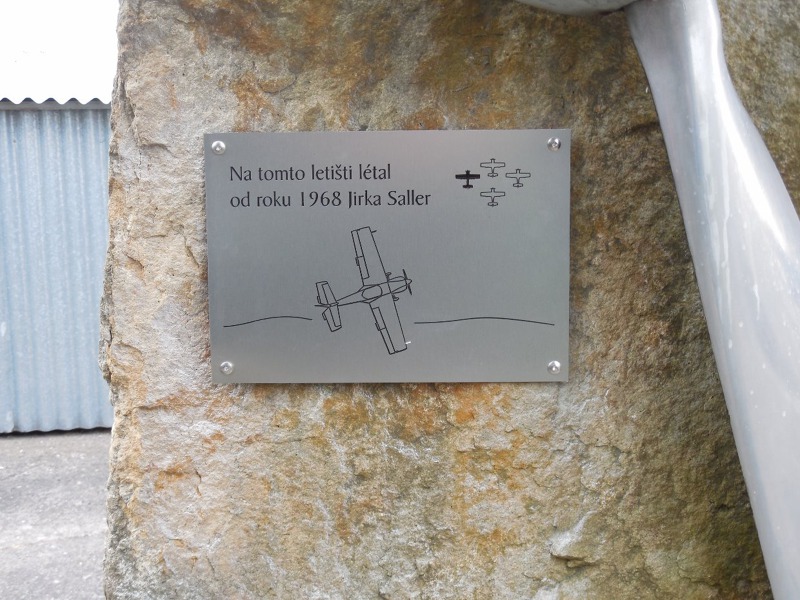 Na tomto letišti létal
od roku 1968 Jirka Saller